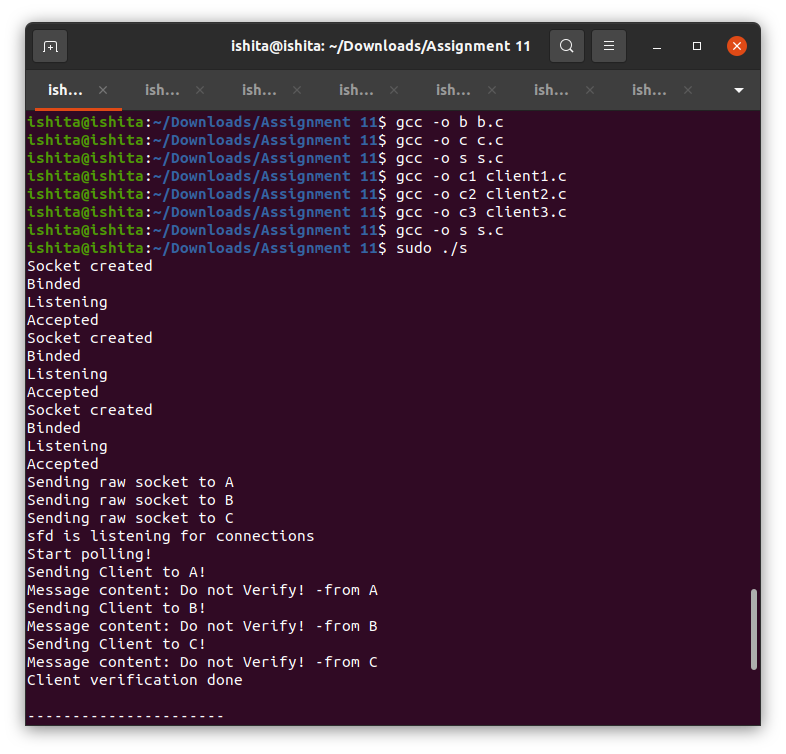 ishita@ishita: ~/Downloads/Assignment 11
ish... ish... ish... ish... ish... ish... ish...
ishita@ishita:~/Downloads/Assignment 11$ gcc -o b b.c
ishita@ishita:~/Downloads/Assignment 11$ gcc -o c c.c
ishita@ishita:~/Downloads/Assignment 11$ gcc -o s s.c
ishita@ishita:~/Downloads/Assignment 11$ gcc -o c1 client1.c
ishita@ishita:~/Downloads/Assignment 11$ gcc -o c2 client2.c
ishita@ishita:~/Downloads/Assignment 11$ gcc -o c3 client3.c
ishita@ishita:~/Downloads/Assignment 11$ gcc -o s s.c
ishita@ishita:~/Downloads/Assignment 11$ sudo ./s
Socket created
Binded
Listening
Accepted
Socket created
Binded
Listening
Accepted
Socket created
Binded
Listening
Accepted
Sending raw socket to A
Sending raw socket to B
Sending raw socket to C
sfd is listening for connections
Start polling!
Sending Client to A!
Message content: Do not Verify! -from A
Sending Client to B!
Message content: Do not Verify! -from B
Sending Client to C!
Message content: Do not Verify! -from C
Client verification done
----------------------